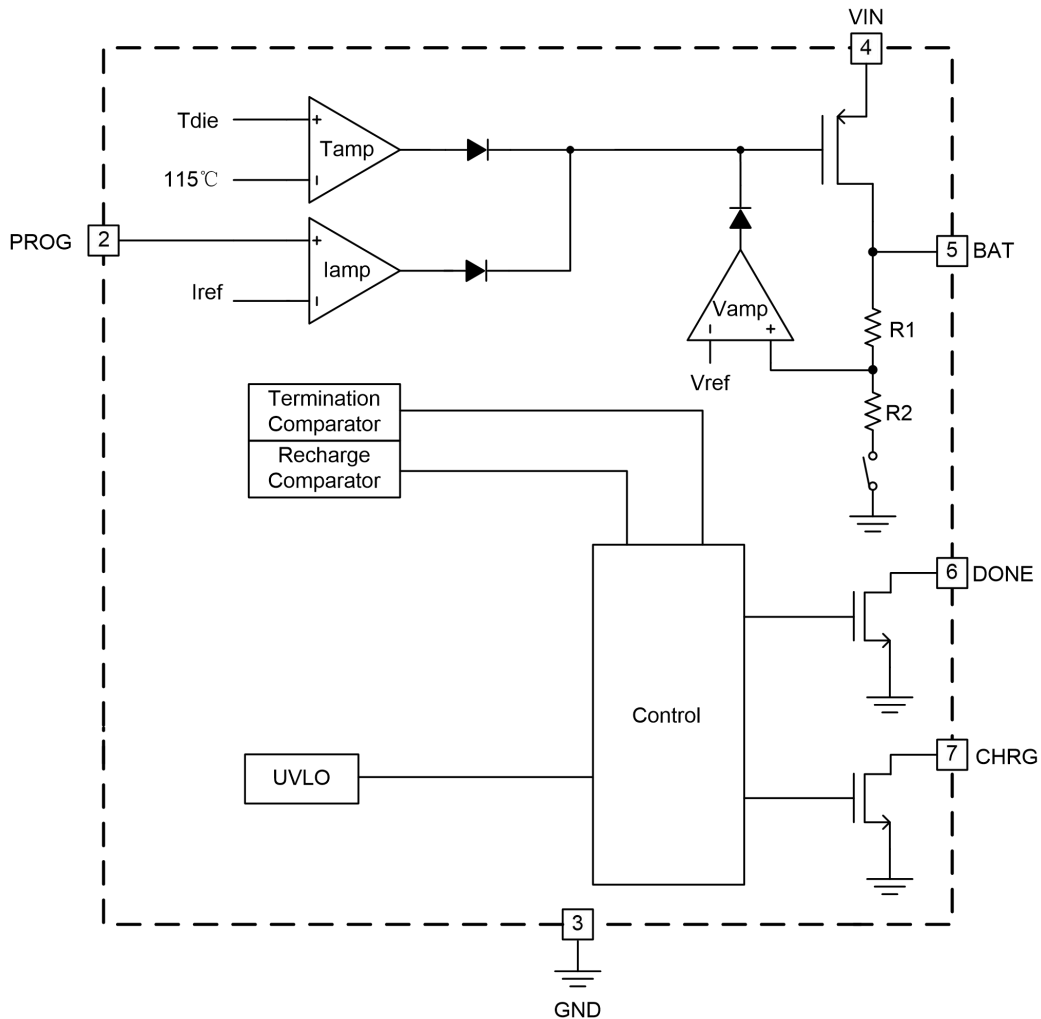 VIN
4
Tdie
+
Tamp
115℃
-
PROG
2
+
Iamp
Iref
-
5
BAT
Vamp
-
+
R1
Vref
R2
Termination
Comparator
Recharge
Comparator
6
DONE
Control
7
CHRG
UVLO
3
GND